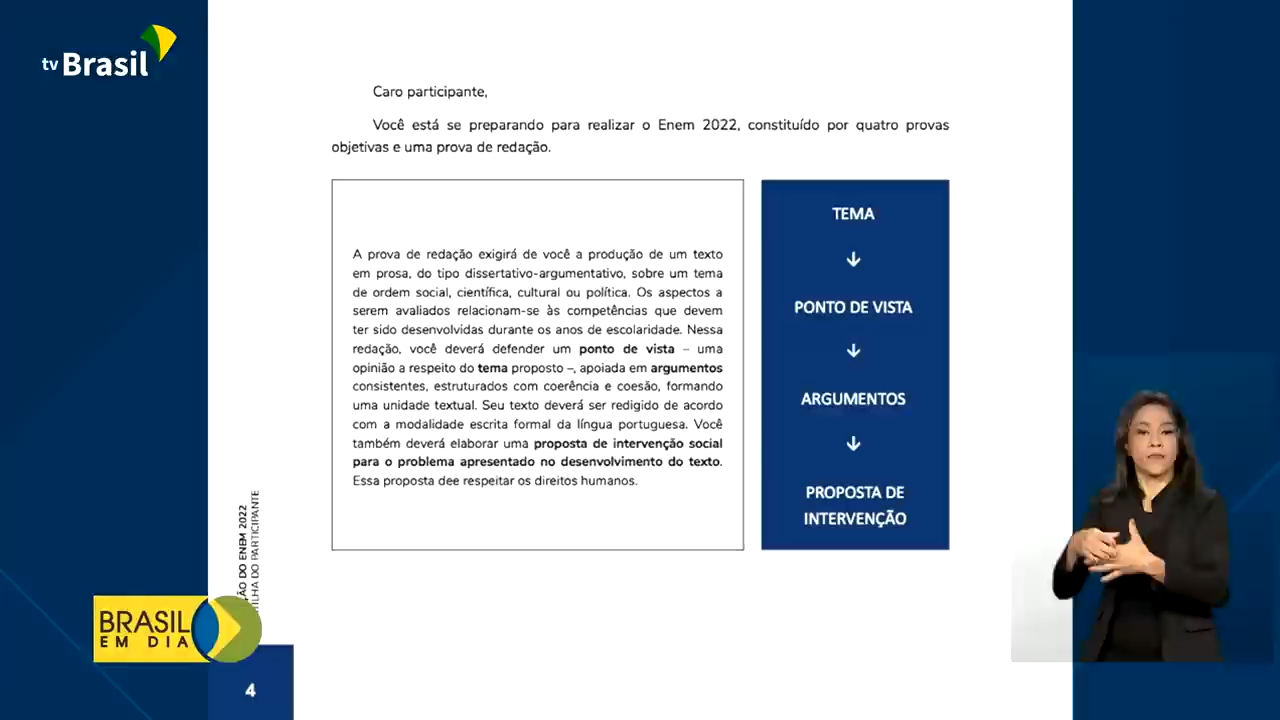 tv Brasil
Caro participante,
Você está se preparando para realizar o Enem 2022, constituído por quatro provas
objetivas e uma prova de redação.
A prova de redação exigirá de você a produção de um texto
em prosa, do tipo dissertativo-argumentativo, sobre um tema
de ordem social, científica, cultural ou política. Os aspectos a
serem avaliados relacionam-se às competências que devem
ter sido desenvolvidas durante os anos de escolaridade. Nessa
redação, você deverá defender um ponto de vista – uma
opinião a respeito do tema proposto –, apoiada em argumentos
consistentes, estruturados com coerência e coesão, formando
uma unidade textual. Seu texto deverá ser redigido de acordo
com a modalidade escrita formal da língua portuguesa. Você
também deverá elaborar uma proposta de intervenção social
para o problema apresentado no desenvolvimento do texto.
Essa proposta dee respeitar os direitos humanos.
TEMA
↓
PONTO DE VISTA
↓
ARGUMENTOS
↓
PROPOSTA DE
INTERVENÇÃO
ÃO DO ENEM 2022
ILHA DO PARTICIPANTE
BRASIL
EM DIA
4